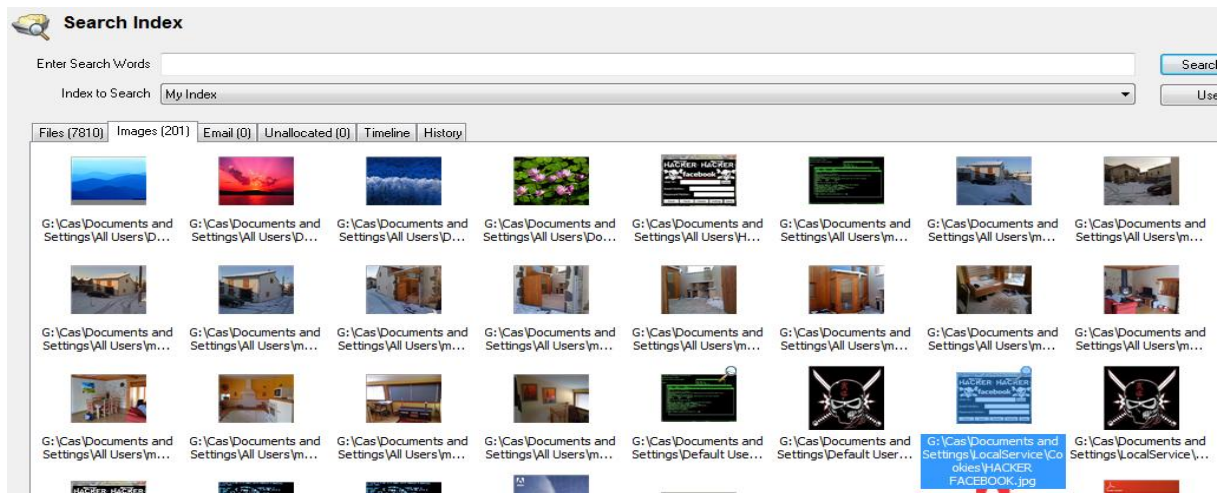 Search Index
Enter Search Words
Search
Index to Search
My Index
Use
Files (7810)
Images (201)
Email (0)
Unallocated (0)
Timeline
History
HACKER HACKER
facebook
G:\Cas\Documents and
Settings\All Users\D...
G:\Cas\Documents and
Settings\All Users\D...
G:\Cas\Documents and
Settings\All Users\D...
G:\Cas\Documents and
Settings\All Users\Do...
G:\Cas\Documents and
Settings\All Users\H...
G:\Cas\Documents and
Settings\All Users\m...
G:\Cas\Documents and
Settings\All Users\m...
G:\Cas\Documents and
Settings\All Users\m...
G:\Cas\Documents and
Settings\All Users\m...
G:\Cas\Documents and
Settings\All Users\m...
G:\Cas\Documents and
Settings\All Users\m...
G:\Cas\Documents and
Settings\All Users\m...
G:\Cas\Documents and
Settings\All Users\m...
G:\Cas\Documents and
Settings\All Users\m...
G:\Cas\Documents and
Settings\All Users\m...
G:\Cas\Documents and
Settings\All Users\m...
HACKER HACKER
facebook
G:\Cas\Documents and
Settings\All Users\m...
G:\Cas\Documents and
Settings\All Users\m...
G:\Cas\Documents and
Settings\All Users\m...
G:\Cas\Documents and
Settings\All Users\m...
G:\Cas\Documents and
Settings\Default Use...
G:\Cas\Documents and
Settings\Default User...
G:\Cas\Documents and
Settings\LocalService\Co
okies\HACKER
FACEBOOK.jpg
G:\Cas\Documents and
Settings\LocalService\...
HACKER HACKER